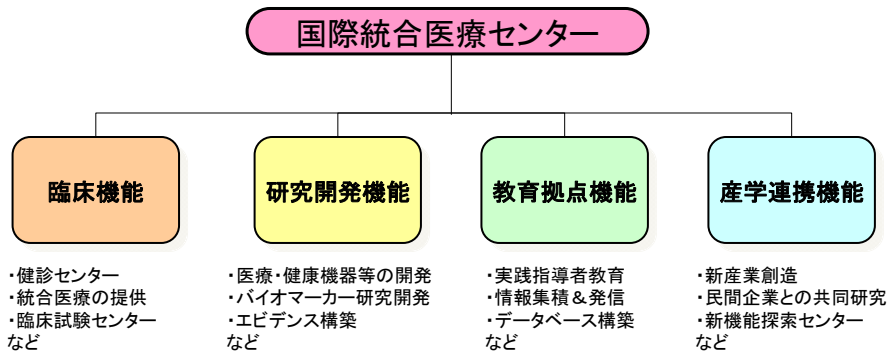 国際統合医療センター
臨床機能
研究開発機能
教育拠点機能
産学連携機能
・健診センター
・統合医療の提供
・臨床試験センター
など
・医療・健康機器等の開発
・バイオマーカー研究開発
・エビデンス構築
など
・実践指導者教育
・情報集積＆発信
・データベース構築
など
・新産業創造
・民間企業との共同研究
・新機能探索センター
など